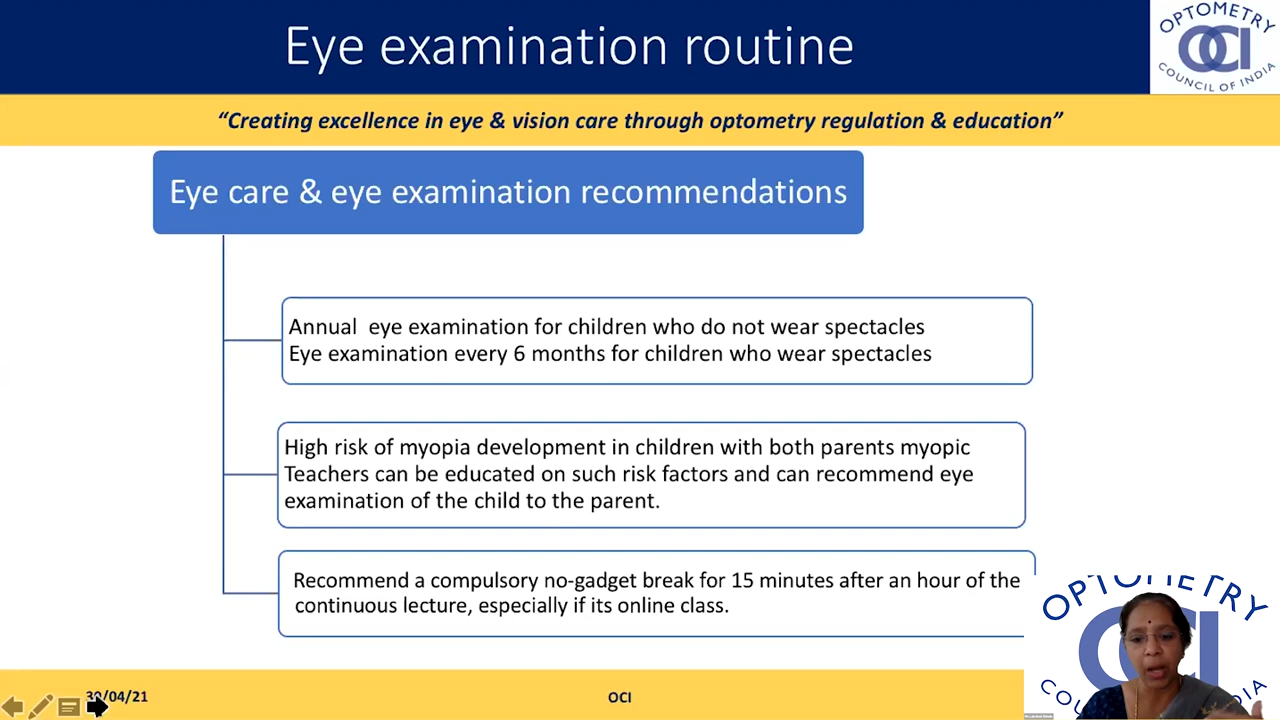 Eye examination routine
OPTOMETRY
OCI
COUNCIL OF INDIA
“Creating excellence in eye & vision care through optometry regulation & education”
Eye care & eye examination recommendations
Annual eye examination for children who do not wear spectacles
Eye examination every 6 months for children who wear spectacles
High risk of myopia development in children with both parents myopic
Teachers can be educated on such risk factors and can recommend eye
examination of the child to the parent.
Recommend a compulsory no-gadget break for 15 minutes after an hour of the
continuous lecture, especially if its online class.
OPTOMETRY
30/04/21
OCI